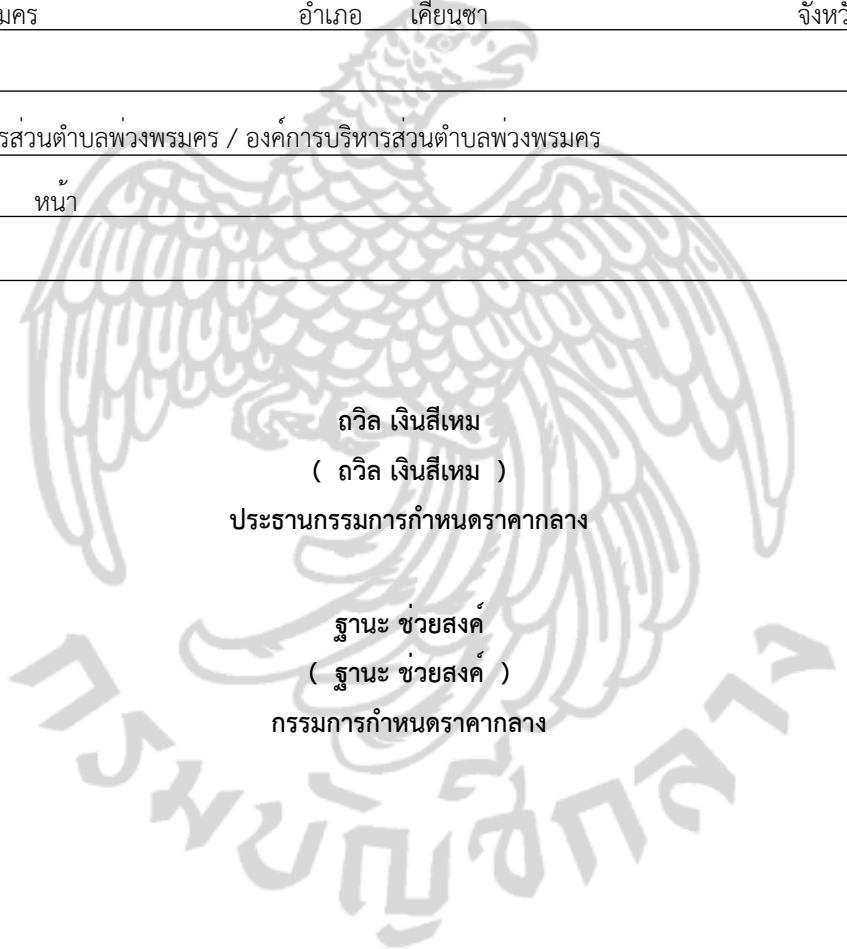 มคร อำเภอ เคียนซา จังหวั
รส่วนตำบลพ่วงพรมคร / องค์การบริหารส่วนตำบลพ่วงพรมคร
หน้า
ถวิล เงินสีเหม
( ถวิล เงินสีเหม )
ประธานกรรมการกำหนดราคากลาง
ฐานะ ช่วยสงค์
( ฐานะ ช่วยสงค์ )
กรรมการกำหนดราคากลาง
กรมบัญชีกลาง